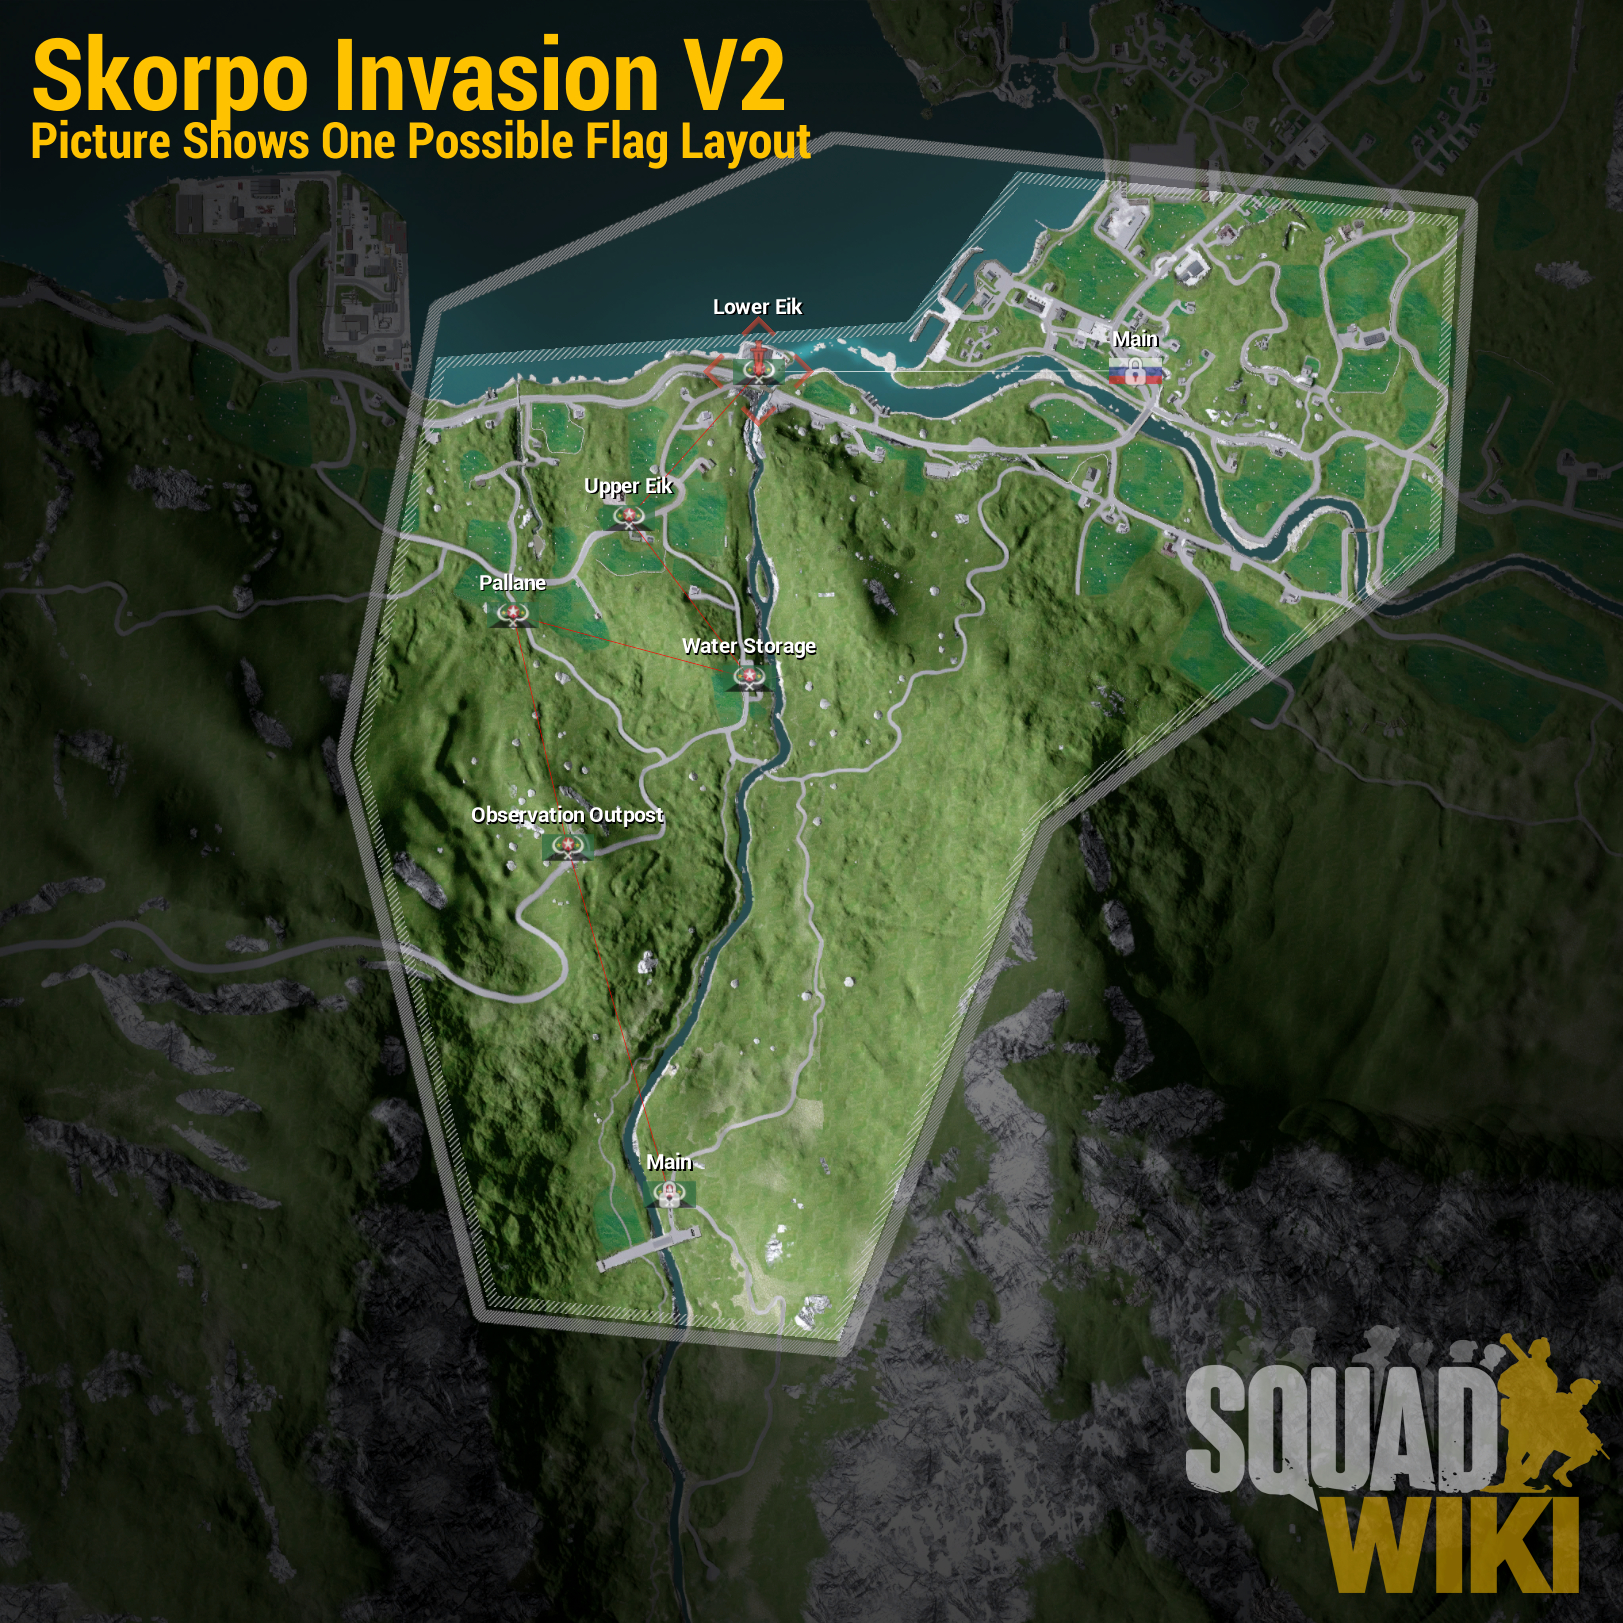 Skorpo Invasion V2
Picture Shows One Possible Flag Layout
Lower Eik
Main
Upper Eik
Pallane
Water Storage
Observation Outpost
Main
SQUAD
WIKI